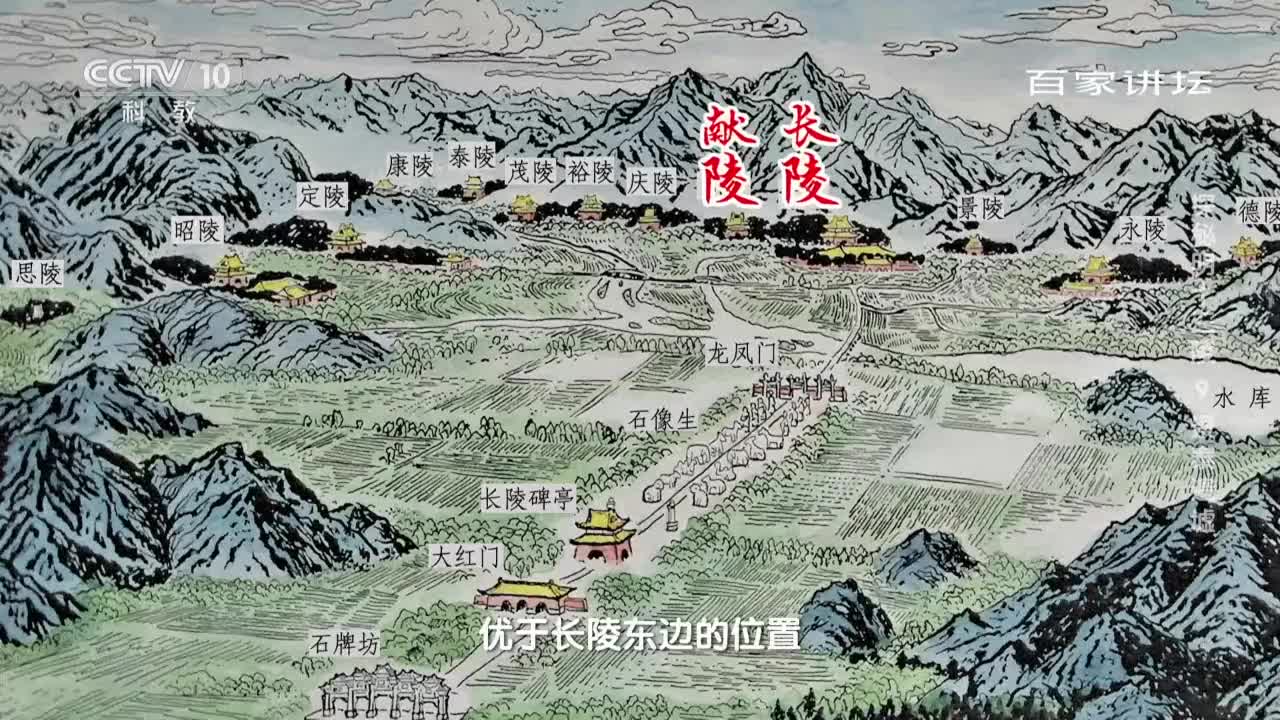 CCTV 10
科教
百家讲坛
献陵
长陵
康陵
泰陵
茂陵
裕陵
庆陵
定陵
昭陵
思陵
景陵
永陵
德陵
龙凤门
石像生
水库
长陵碑亭
大红门
石牌坊
优于长陵东边的位置